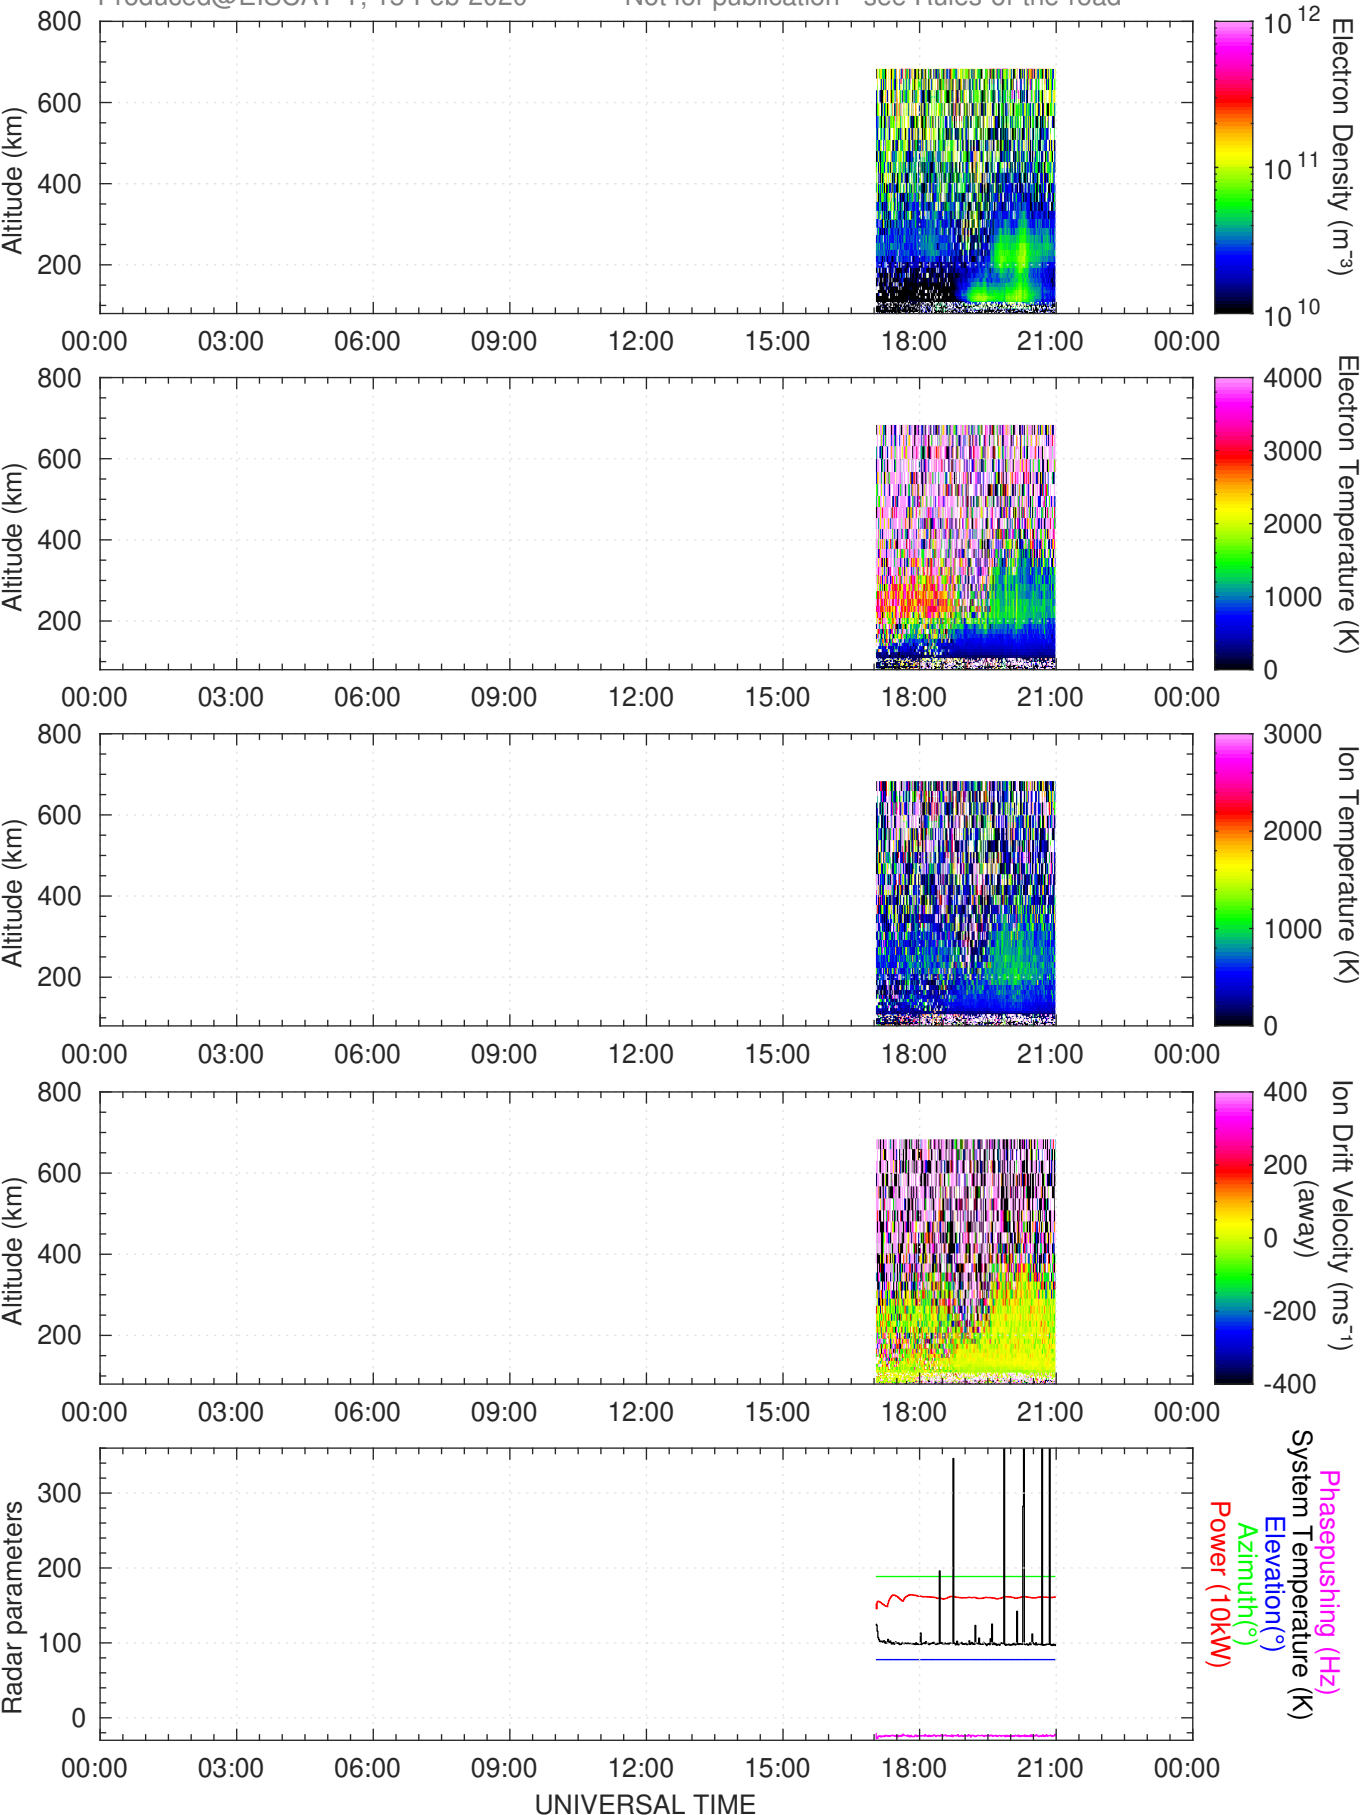 Not for publication - see Rules-of-the-road
800
600
400
200
Altitude (km)
00:00 03:00 06:00 09:00 12:00 15:00 18:00 21:00 00:00
10^12
10^11
10^10
Electron Density (m^-3)
800
600
400
200
Altitude (km)
00:00 03:00 06:00 09:00 12:00 15:00 18:00 21:00 00:00
4000
3000
2000
1000
0
Electron Temperature (K)
800
600
400
200
Altitude (km)
00:00 03:00 06:00 09:00 12:00 15:00 18:00 21:00 00:00
3000
2000
1000
0
Ion Temperature (K)
800
600
400
200
Altitude (km)
00:00 03:00 06:00 09:00 12:00 15:00 18:00 21:00 00:00
400
200
0
-200
-400
Ion Drift Velocity (ms^-1)
(away)
300
200
100
0
Radar parameters
00:00 03:00 06:00 09:00 12:00 15:00 18:00 21:00 00:00
UNIVERSAL TIME
Phasepushing (Hz)
System Temperature (K)
Elevation(°)
Azimuth(°)
Power (10kW)